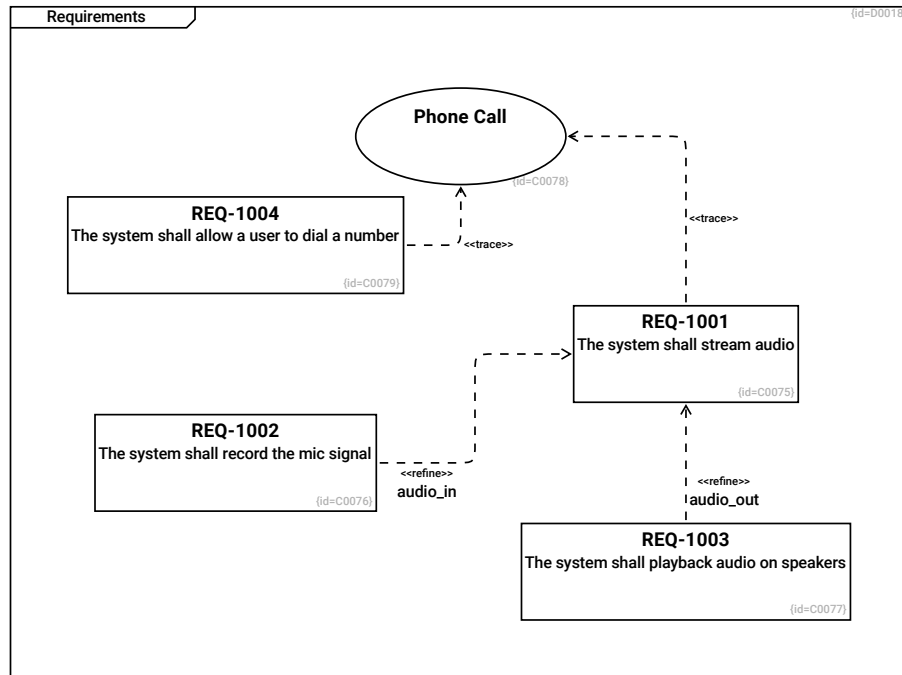 Requirements
{id=D0018
Phone Call
{id=C0078}
REQ-1004
The system shall allow a user to dial a number
{id=C0079}
<<trace>>
<<trace>>
REQ-1001
The system shall stream audio
{id=C0075}
REQ-1002
The system shall record the mic signal
{id=C0076}
<<refine>>
audio_in
<<refine>>
audio_out
REQ-1003
The system shall playback audio on speakers
{id=C0077}